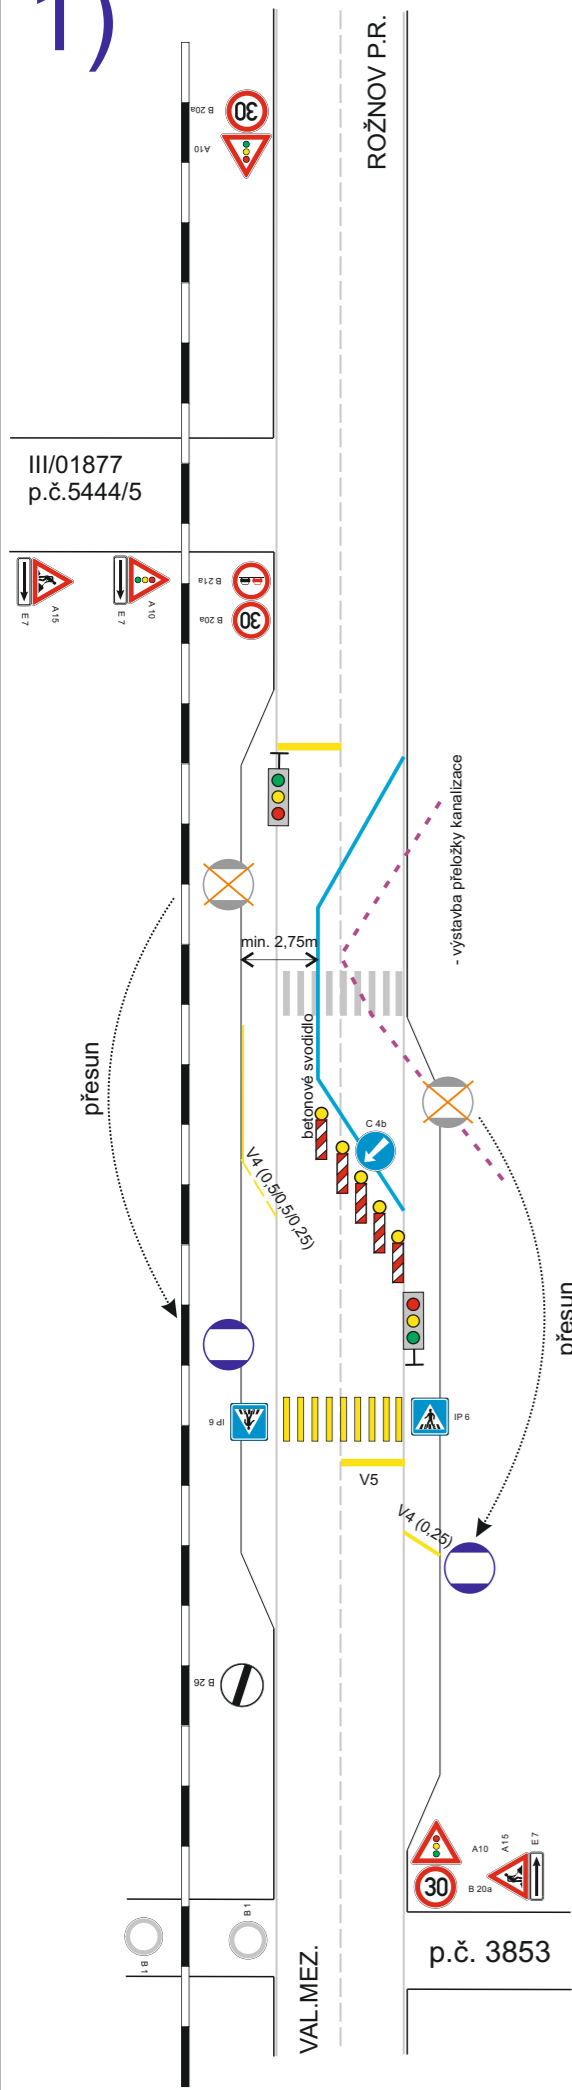 1)
ROŽNOV P.R.
B 20a
30
A10
III/01877
p.č.5444/5
E 7
A15
E 7
A 10
B 21a
B 20a
30
- výstavba přeložky kanalizace
min. 2,75m
betonové svodidlo
přesun
C 4b
V4 (0,5/0,5/0,25)
přesun
IP 6
IP 6
V5
V4 (0,25)
B 26
A10
A15
E 7
30
B 20a
B 1
B 1
VAL.MEZ.
p.č. 3853